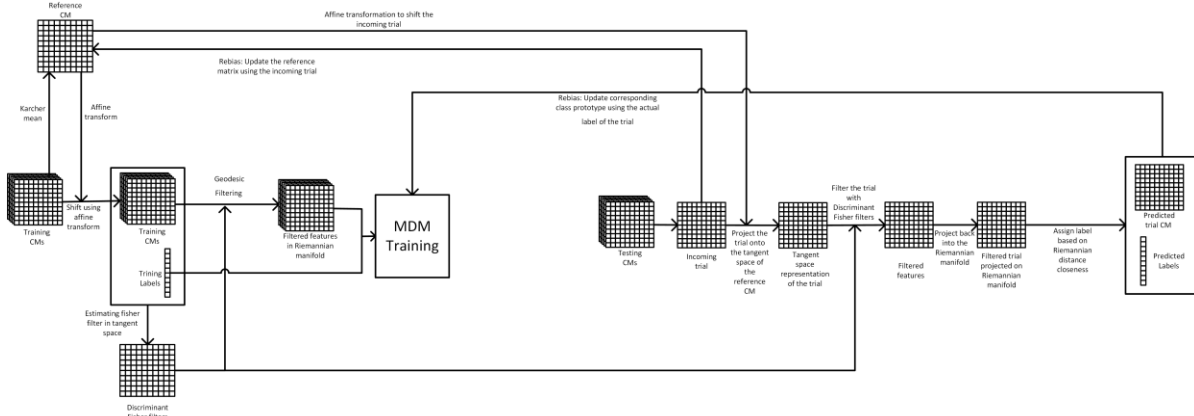 Reference
CM
Affine transformation to shift the
incoming trial
Rebias: Update the reference
matrix using the incoming trial
Karcher
mean
Affine
transform
Rebias: Update corresponding
class prototype using the actual
label of the trial
Training CMs
Shift using
affine
transform
Training
CMs
Trining
Labels
Geodesic
Filtering
Filtered features in
Riemannian
manifold
MDM
Training
Estimating fisher
filter in tangent
space
Discriminant
Fisher filters
Testing
CMs
Incoming
trial
Project the
trial onto
the tangent
space of
the
reference
CM
Tangent
space
representation
of the trial
Filter the trial
with
Discriminant
Fisher filters
Filtered
features
Project back
into the
Riemannian
manifold
Filtered trial
projected on
Riemannian
manifold
Assign label based on
Riemannian
distance
closeness
Predicted
trial CM
Predicted
Labels